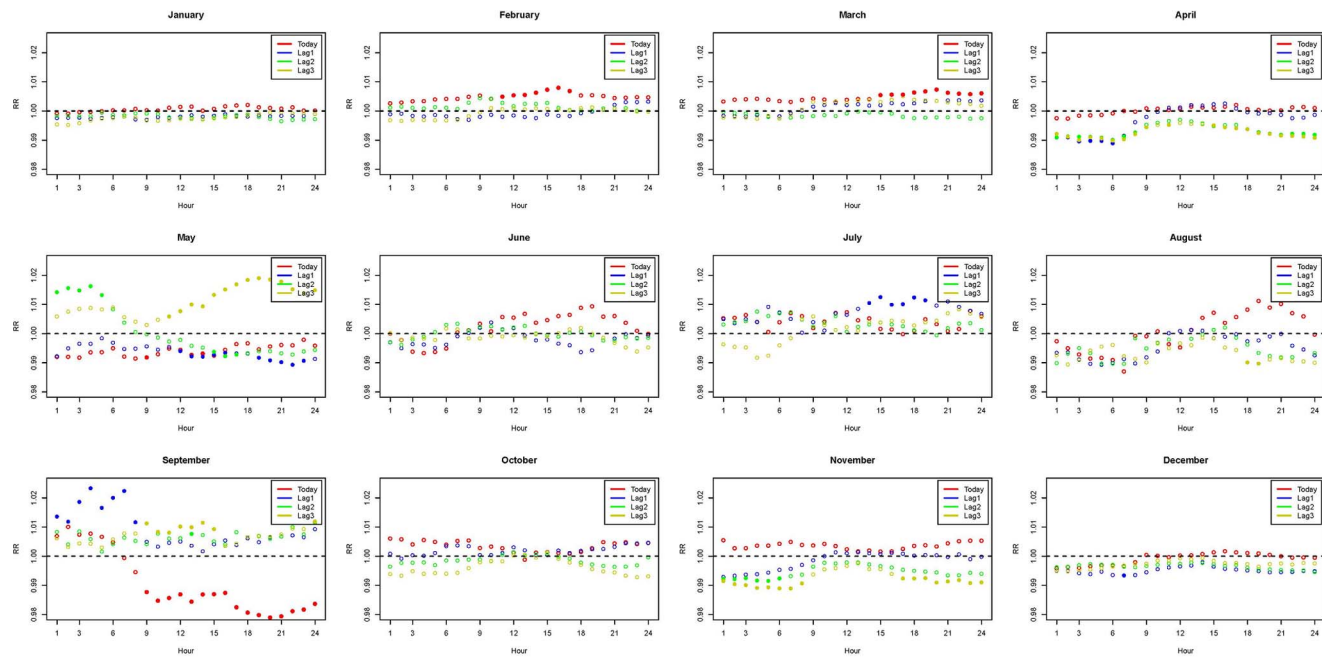 January
February
March
April
RR
1.02
1.01
1.00
0.99
0.98
Today
Lag1
Lag2
Lag3
1 3 6 9 12 15 18 21 24
Hour
RR
1.02
1.01
1.00
0.99
0.98
Today
Lag1
Lag2
Lag3
1 3 6 9 12 15 18 21 24
Hour
RR
1.02
1.01
1.00
0.99
0.98
Today
Lag1
Lag2
Lag3
1 3 6 9 12 15 18 21 24
Hour
RR
1.02
1.01
1.00
0.99
0.98
Today
Lag1
Lag2
Lag3
1 3 6 9 12 15 18 21 24
Hour
May
June
July
August
RR
1.02
1.01
1.00
0.99
0.98
Today
Lag1
Lag2
Lag3
1 3 6 9 12 15 18 21 24
Hour
RR
1.02
1.01
1.00
0.99
0.98
Today
Lag1
Lag2
Lag3
1 3 6 9 12 15 18 21 24
Hour
RR
1.02
1.01
1.00
0.99
0.98
Today
Lag1
Lag2
Lag3
1 3 6 9 12 15 18 21 24
Hour
RR
1.02
1.01
1.00
0.99
0.98
Today
Lag1
Lag2
Lag3
1 3 6 9 12 15 18 21 24
Hour
September
October
November
December
RR
1.02
1.01
1.00
0.99
0.98
Today
Lag1
Lag2
Lag3
1 3 6 9 12 15 18 21 24
Hour
RR
1.02
1.01
1.00
0.99
0.98
Today
Lag1
Lag2
Lag3
1 3 6 9 12 15 18 21 24
Hour
RR
1.02
1.01
1.00
0.99
0.98
Today
Lag1
Lag2
Lag3
1 3 6 9 12 15 18 21 24
Hour
RR
1.02
1.01
1.00
0.99
0.98
Today
Lag1
Lag2
Lag3
1 3 6 9 12 15 18 21 24
Hour